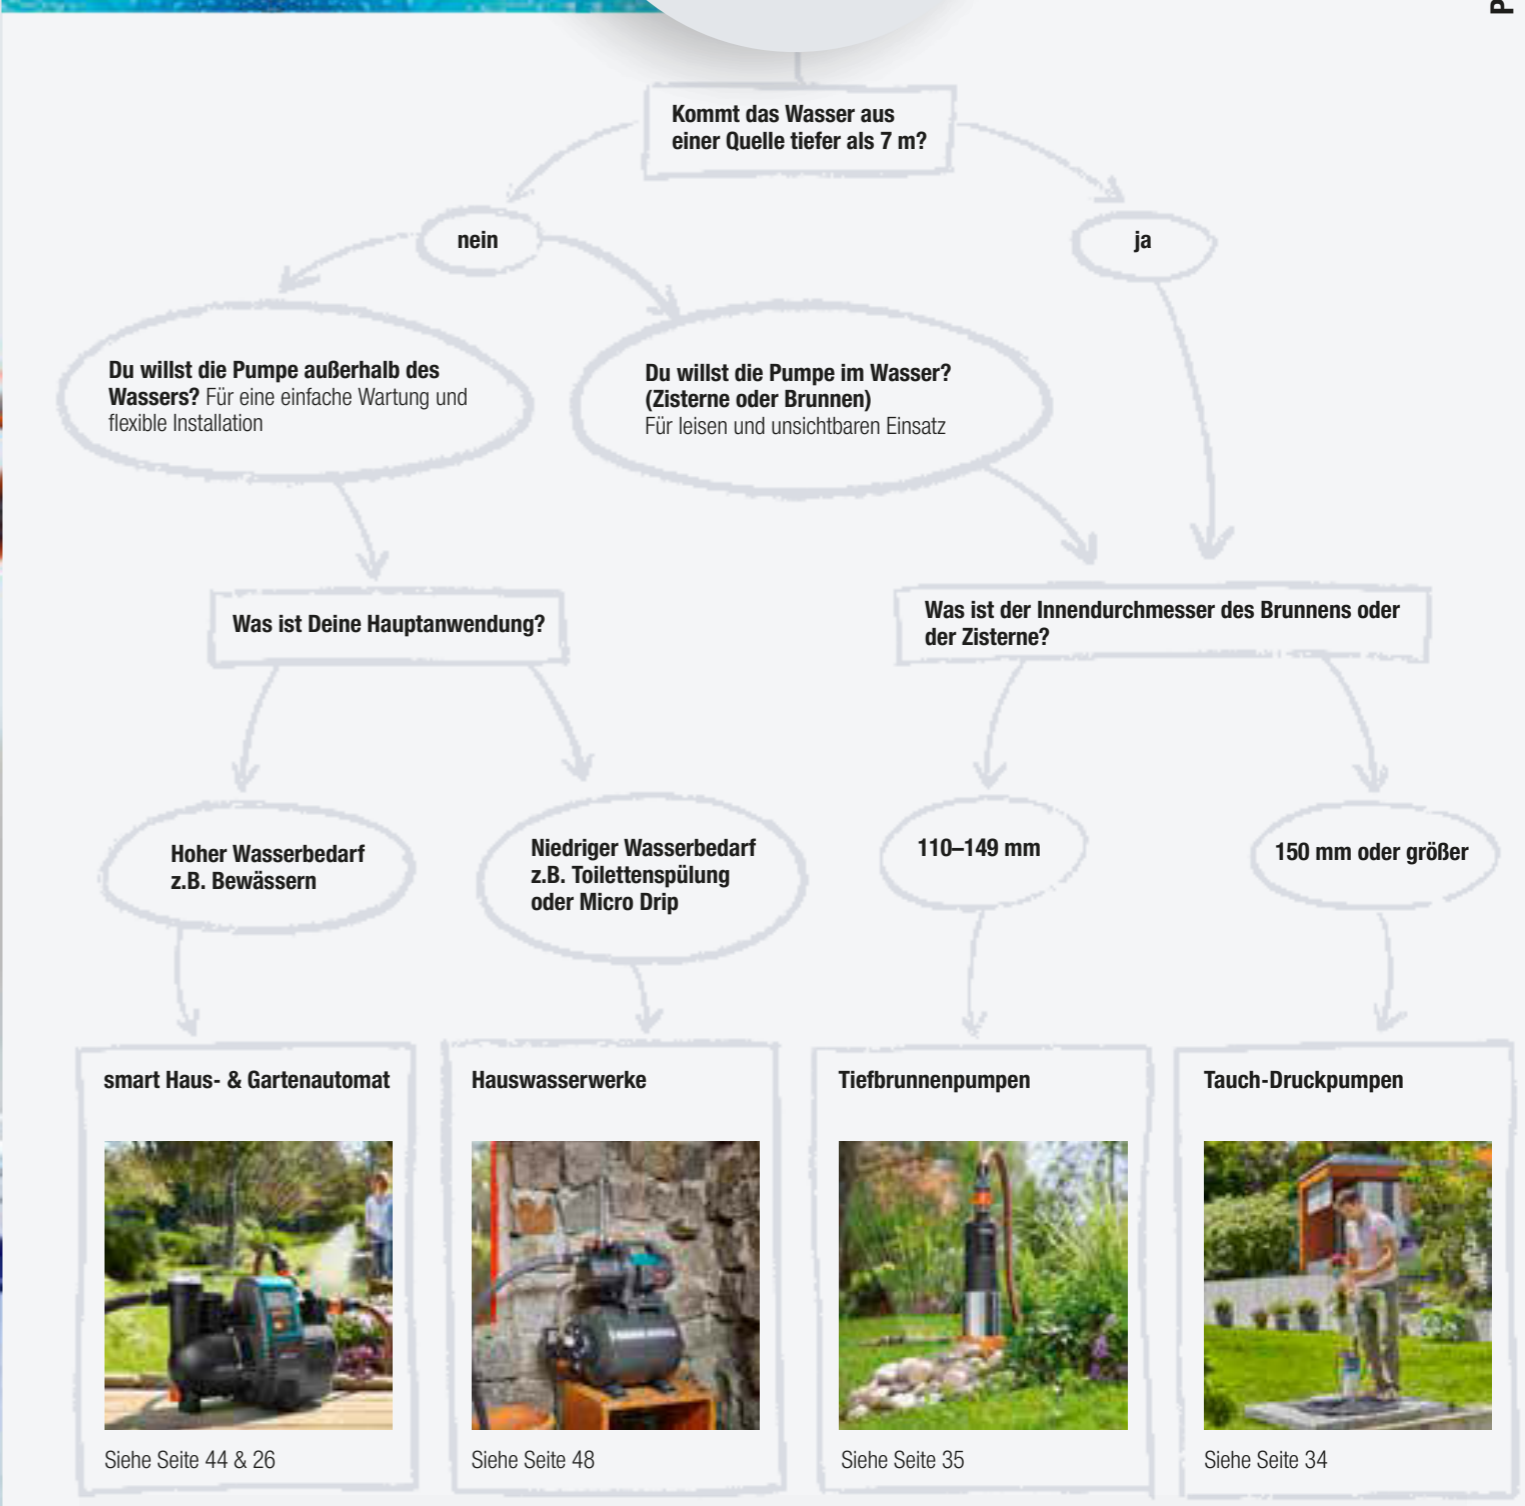 P
Kommt das Wasser aus
einer Quelle tiefer als 7 m?
nein
ja
Du willst die Pumpe außerhalb des
Wassers? Für eine einfache Wartung und
flexible Installation
Du willst die Pumpe im Wasser?
(Zisterne oder Brunnen)
Für leisen und unsichtbaren Einsatz
Was ist Deine Hauptanwendung?
Was ist der Innendurchmesser des Brunnens oder
der Zisterne?
Hoher Wasserbedarf
z.B. Bewässern
Niedriger Wasserbedarf
z.B. Toilettenspülung
oder Micro Drip
110–149 mm
150 mm oder größer
smart Haus- & Gartenautomat
Hauswasserwerke
Tiefbrunnenpumpen
Tauch-Druckpumpen
Siehe Seite 44 & 26
Siehe Seite 48
Siehe Seite 35
Siehe Seite 34